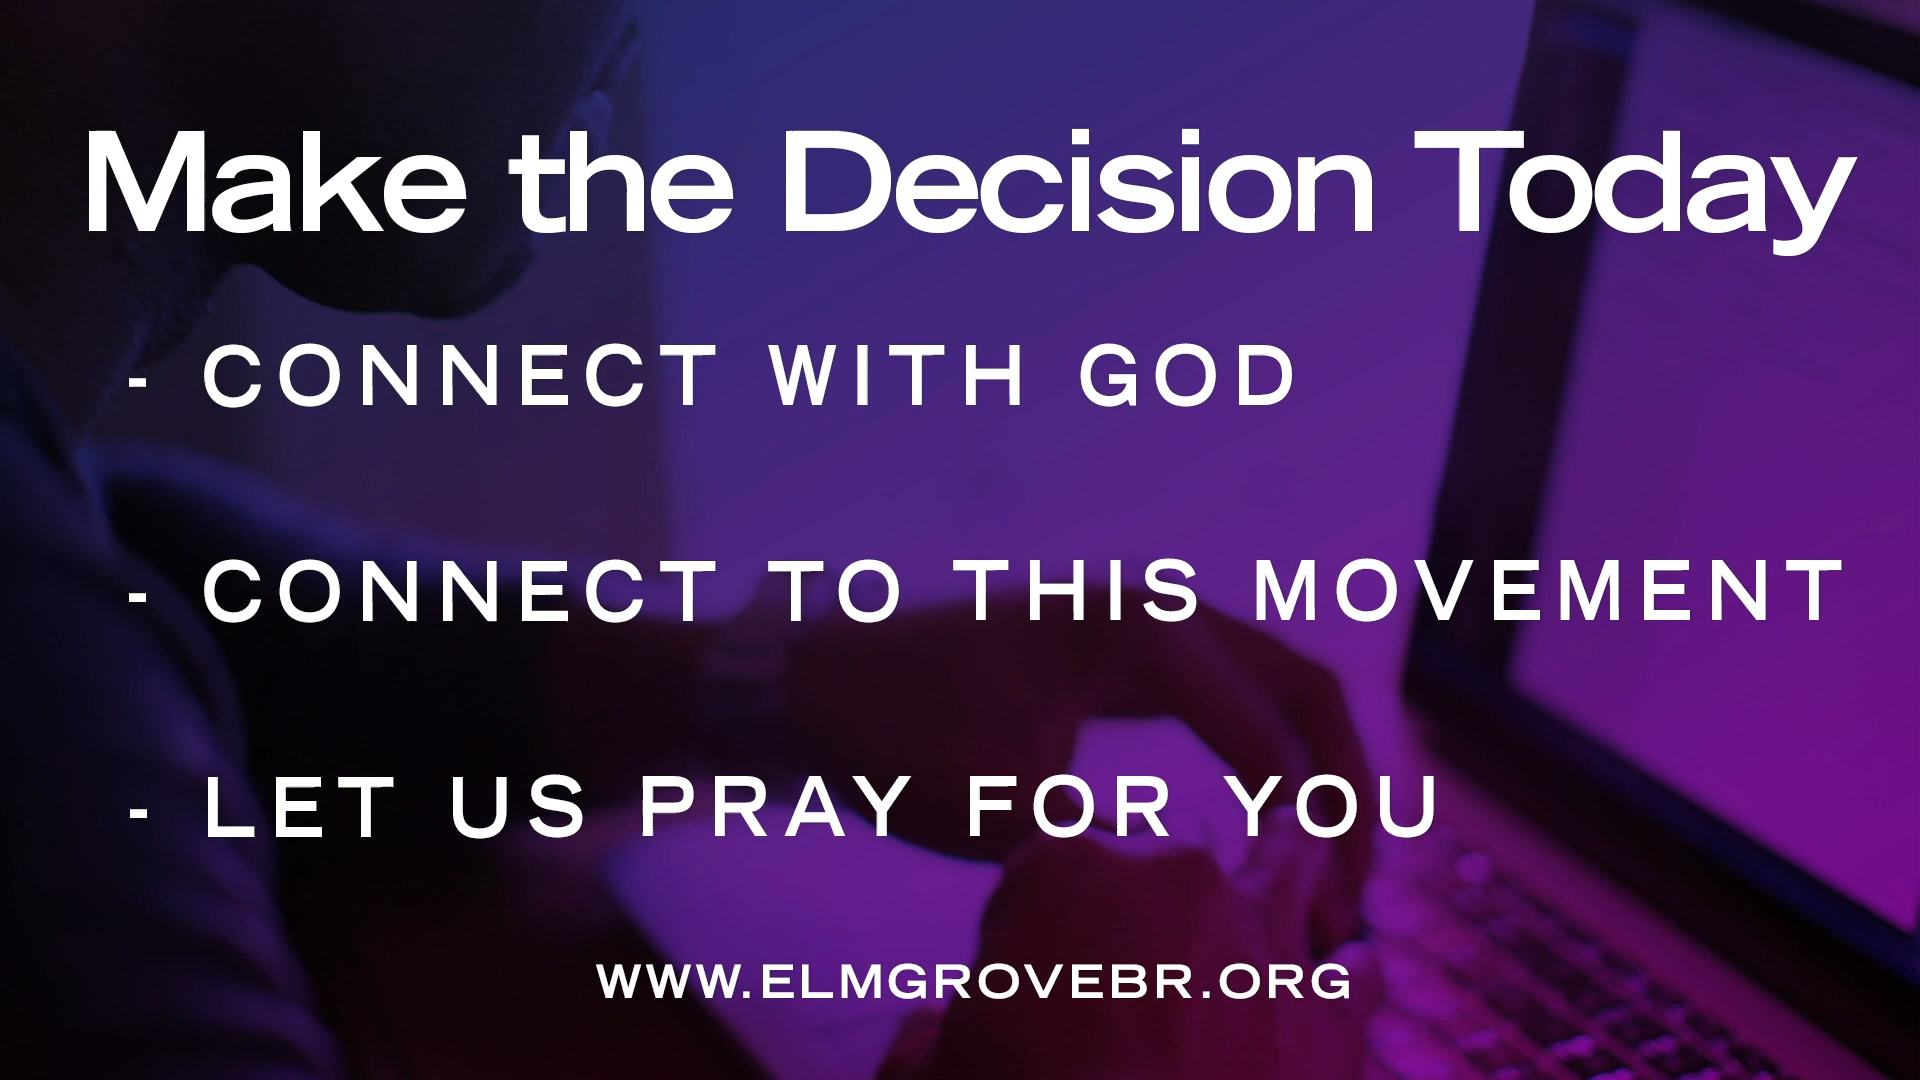 Make the Decision Today
- CONNECT WITH GOD
- CONNECT TO THIS MOVEMENT
- LET US PRAY FOR YOU
WWW.ELMGROVEBR.ORG